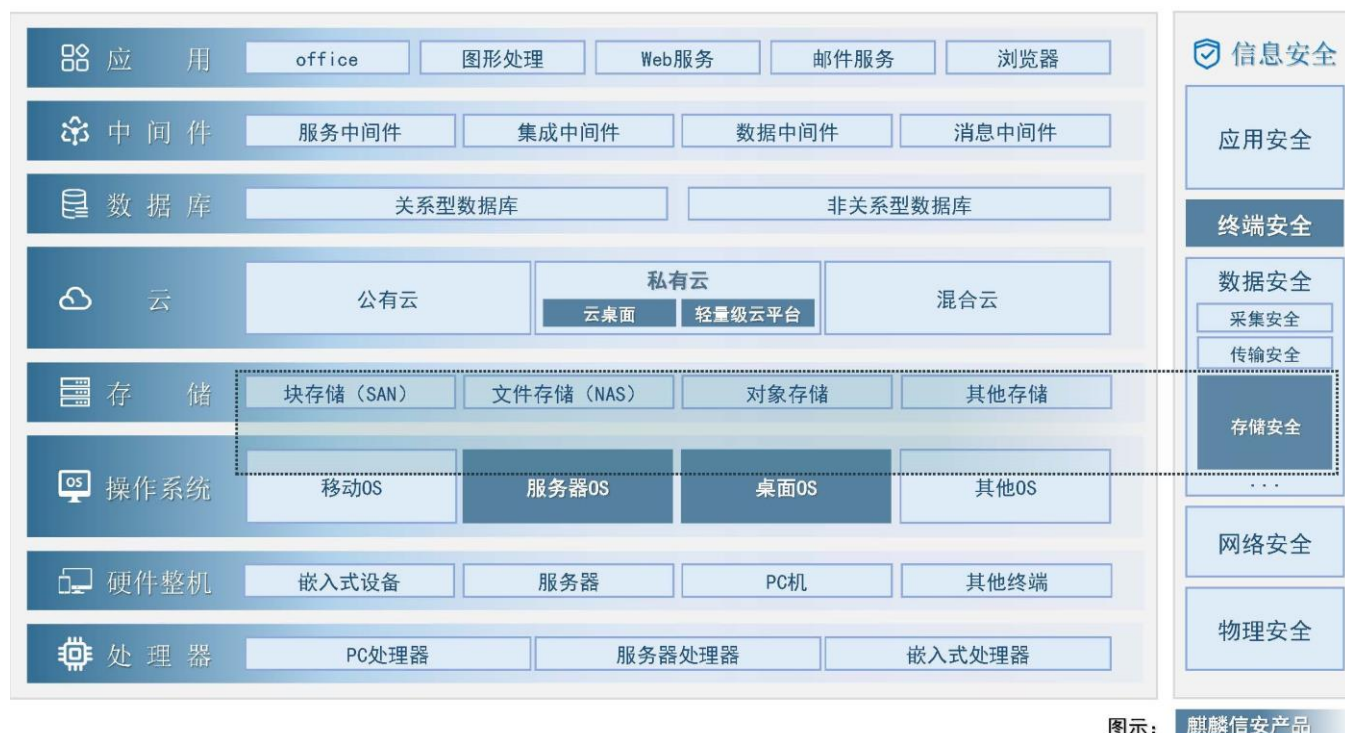 应用 office 图形处理 Web服务 邮件服务 浏览器
中间件 服务中间件 集成中间件 数据中间件 消息中间件
数据库 关系型数据库 非关系型数据库
云 公有云 私有云 混合云
云桌面 轻量级云平台
存储 块存储（SAN） 文件存储（NAS） 对象存储 其他存储
OS 操作系统 移动OS 服务器OS 桌面OS 其他OS
硬件整机 嵌入式设备 服务器 PC机 其他终端
处理器 PC处理器 服务器处理器 嵌入式处理器
信息安全
应用安全
终端安全
数据安全
采集安全
传输安全
存储安全
...
网络安全
物理安全
图示： 麒麟信安产品